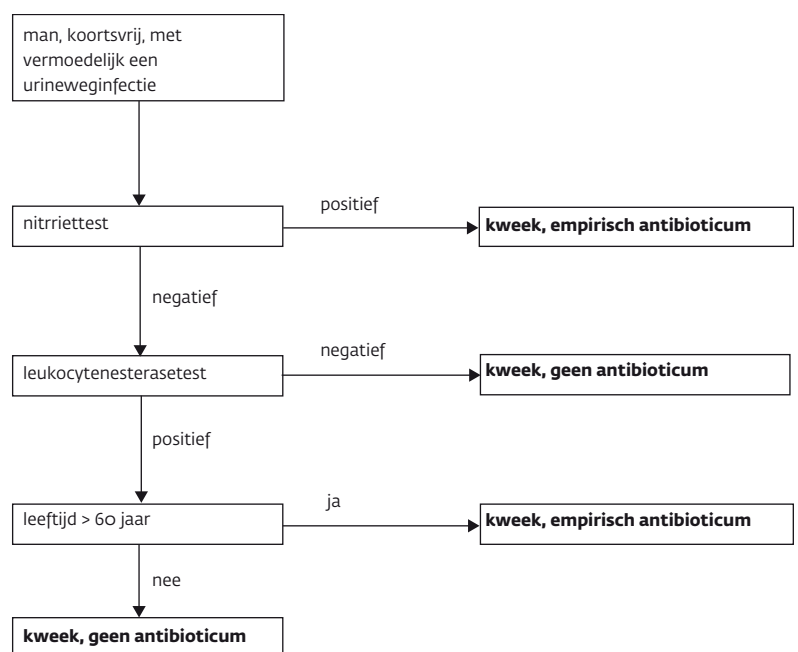 man, koortsvrij, met
vermoedelijk een
urineweginfectie
positief
nitrriettest
kweek, empirisch antibioticum
negatief
negatief
leukocytenesterasetest
kweek, geen antibioticum
positief
ja
leeftijd > 60 jaar
kweek, empirisch antibioticum
nee
kweek, geen antibioticum